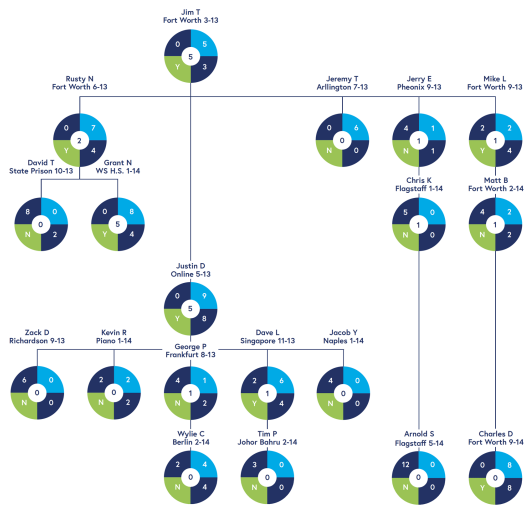 Jim T
Fort Worth 3-13
0 5
5
Y 3
Rusty N
Fort Worth 6-13
0 7
2
Y 4
Jeremy T
Arllington 7-13
0 6
0
N 0
Jerry E
Pheonix 9-13
4 1
1
N 1
Mike L
Fort Worth 9-13
2 2
1
Y 4
David T
State Prison 10-13
8 0
0
N 2
Grant N
WS H.S. 1-14
0 8
5
Y 4
Chris K
Flagstaff 1-14
5 0
1
N 0
Matt B
Fort Worth 2-14
4 2
1
N 2
Justin D
Online 5-13
0 9
5
Y 8
Zack D
Richardson 9-13
6 0
0
N 0
Kevin R
Plano 1-14
2 2
0
N 2
George P
Frankfurt 8-13
4 1
1
N 2
Dave L
Singapore 11-13
2 6
1
Y 4
Jacob Y
Naples 1-14
4 0
0
N 0
Wylie C
Berlin 2-14
2 4
0
N 4
Tim P
Johor Bahru 2-14
3 0
0
N 0
Arnold S
Flagstaff 5-14
12 0
0
N 0
Charles D
Fort Worth 9-14
0 8
0
Y 8